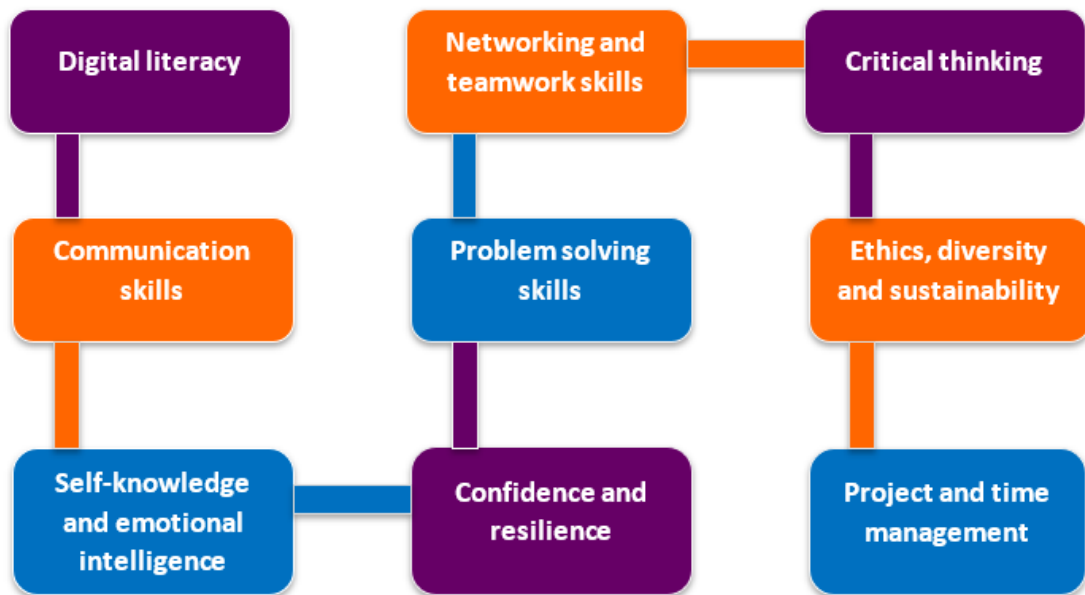 Digital literacy
Communication
skills
Self-knowledge
and emotional
intelligence
Confidence and
resilience
Problem solving
skills
Networking and
teamwork skills
Critical thinking
Ethics, diversity
and sustainability
Project and time
management